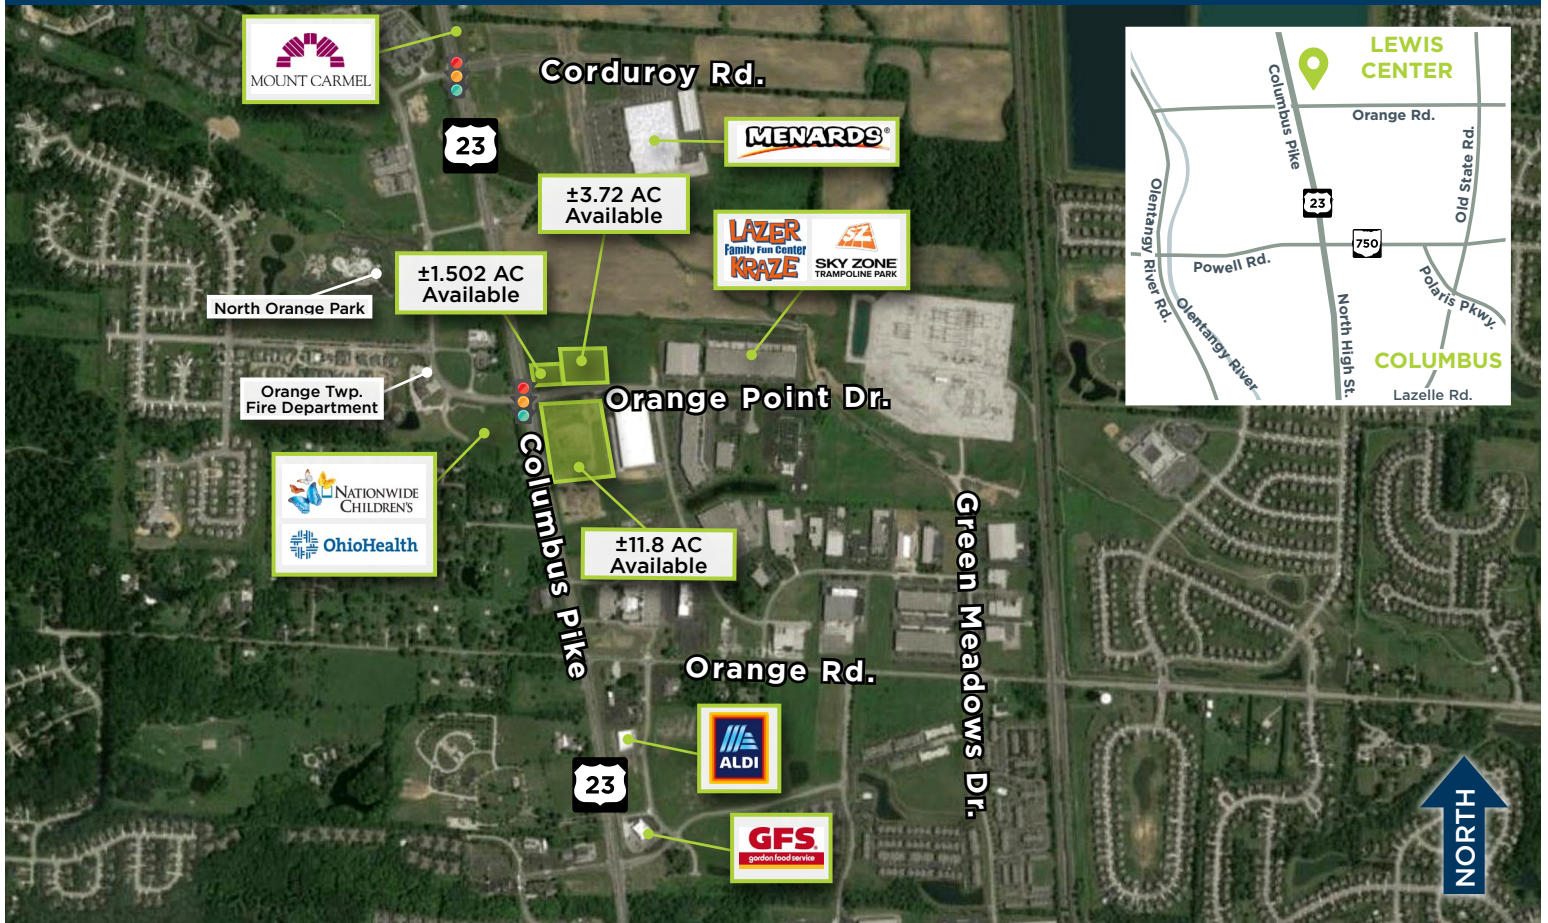 MOUNT CARMEL
Corduroy Rd.
23
MENARDS®
±3.72 AC
Available
LAZER
Family Fun Center
KRAZE
SZ
SKY ZONE
TRAMPOLINE PARK
±1.502 AC
Available
North Orange Park
Orange Twp.
Fire Department
Orange Point Dr.
Columbus Pike
NATIONWIDE
CHILDREN'S
OhioHealth
±11.8 AC
Available
Green Meadows Dr.
Orange Rd.
ALDI
23
GFS®
gordon food service
NORTH
LEWIS
CENTER
Columbus Pike
Orange Rd.
Old State Rd.
23
750
Olentangy River Rd.
Powell Rd.
Polaris Pkwy.
Olentangy River
North High St.
COLUMBUS
Lazelle Rd.